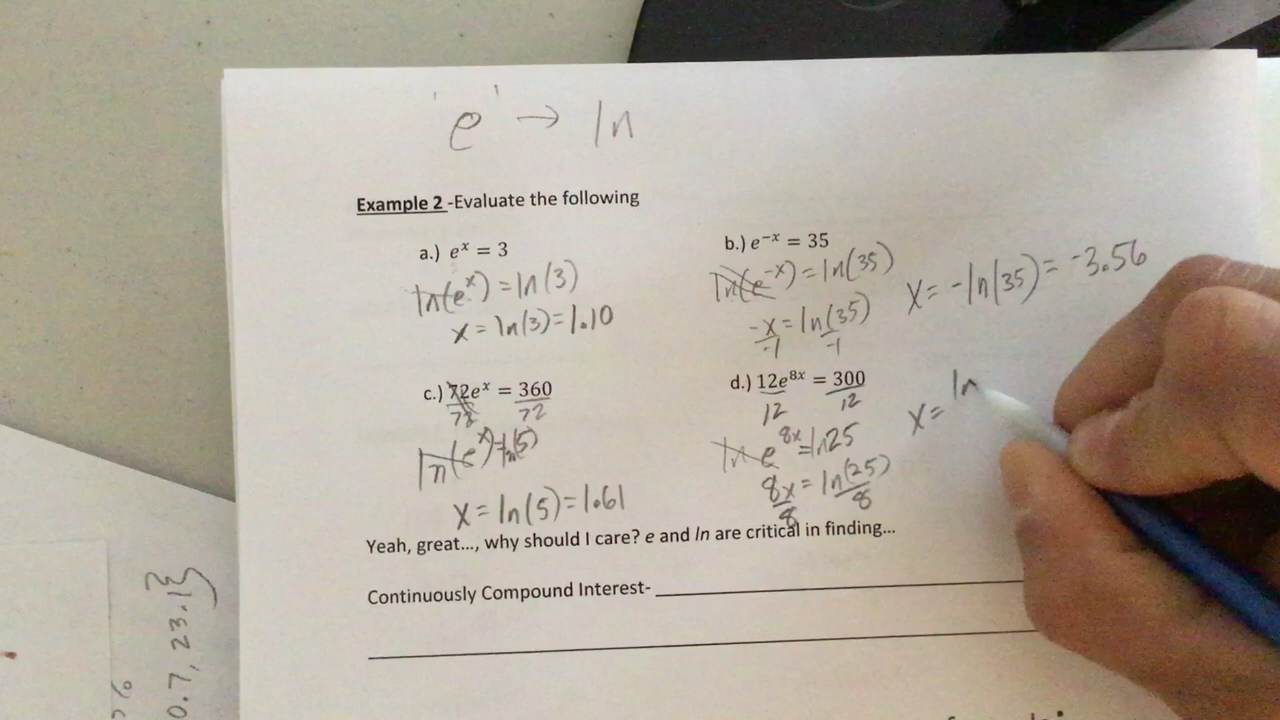 'e' → ln
Example 2 -Evaluate the following
a.) e^x = 3
ln(e^x) = ln(3)
x = ln(3) = 1.10
b.) e^−x = 35
ln(e^-x) = ln(35)
-x = ln(35)
-1 -1
x = -ln(35) = -3.56
c.) 72e^x = 360
72 72
ln(e^x) = ln(5)
x = ln(5) = 1.61
d.) 12e^8x = 300
12 12
ln e^8x = ln25
8x = ln(25)
8 8
x = ln
Yeah, great..., why should I care? e and ln are critical in finding...
Continuously Compound Interest-
0.7, 23.1
%